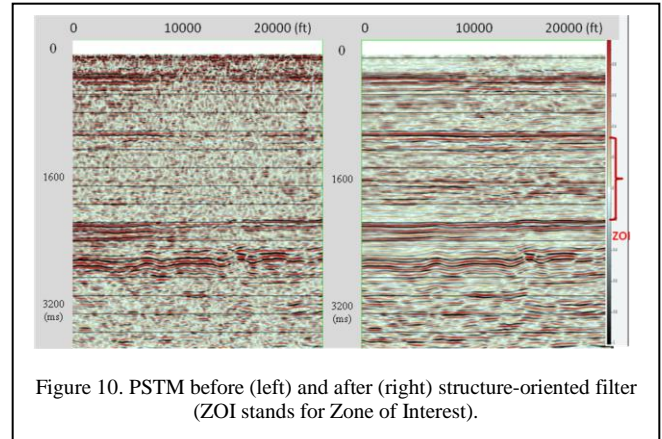 0 10000 20000 (ft) 0 10000 20000 (ft)
0 0
1600 1600
ZOI
3200 3200
(ms) (ms)
Figure 10. PSTM before (left) and after (right) structure-oriented filter
(ZOI stands for Zone of Interest).